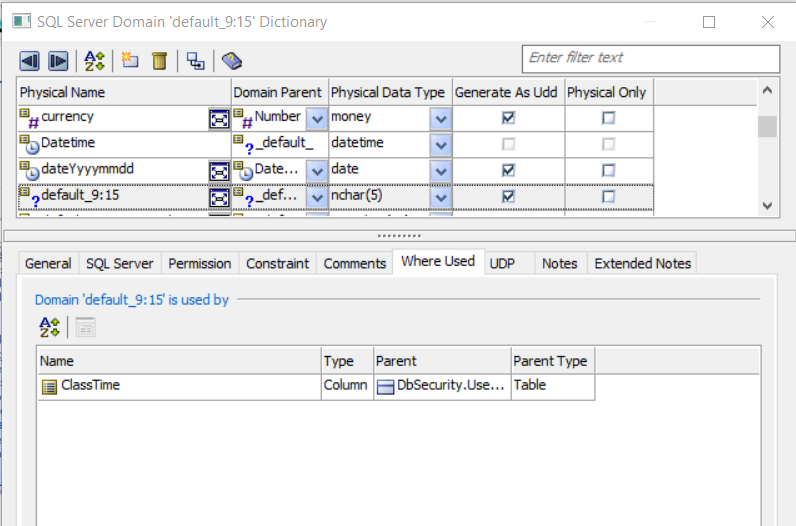 SQL Server Domain 'default_9:15' Dictionary
Enter filter text
Physical Name Domain Parent Physical Data Type Generate As Udd Physical Only
currency Number money
Datetime _default_ datetime
dateYyyymmdd Date... date
default_9:15 _def... nchar(5)
General SQL Server Permission Constraint Comments Where Used UDP Notes Extended Notes
Domain 'default_9:15' is used by
Name Type Parent Parent Type
ClassTime Column DbSecurity.Use... Table